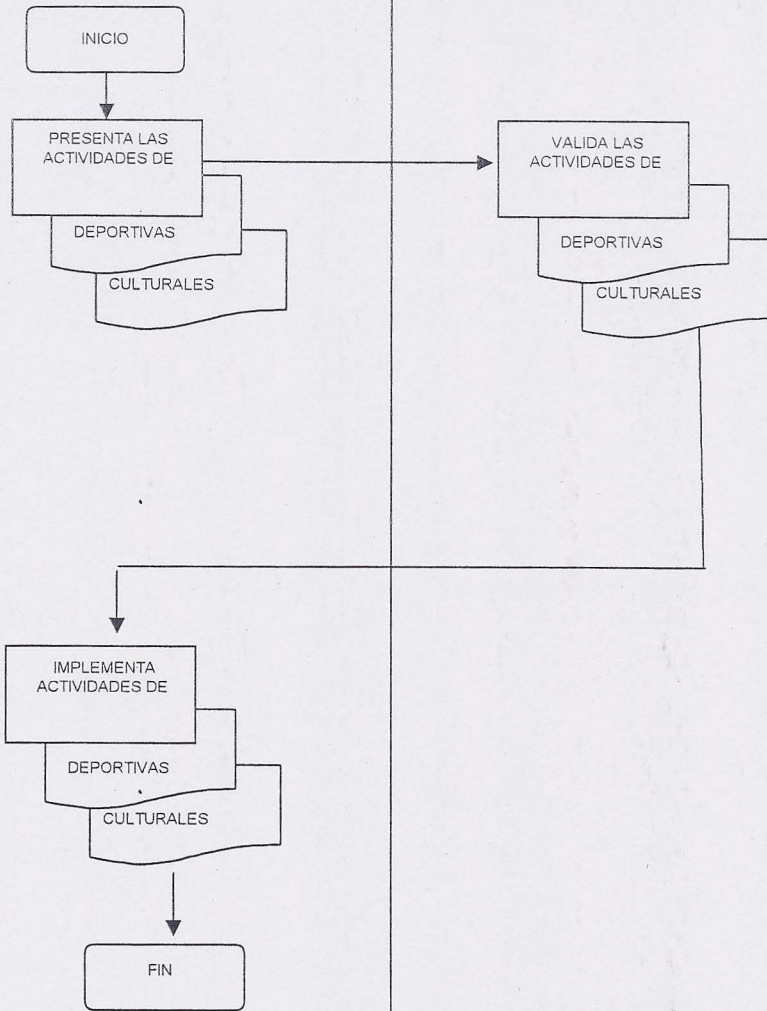 INICIO
PRESENTA LAS
ACTIVIDADES DE
DEPORTIVAS
CULTURALES
VALIDA LAS
ACTIVIDADES DE
DEPORTIVAS
CULTURALES
IMPLEMENTA
ACTIVIDADES DE
DEPORTIVAS
CULTURALES
FIN